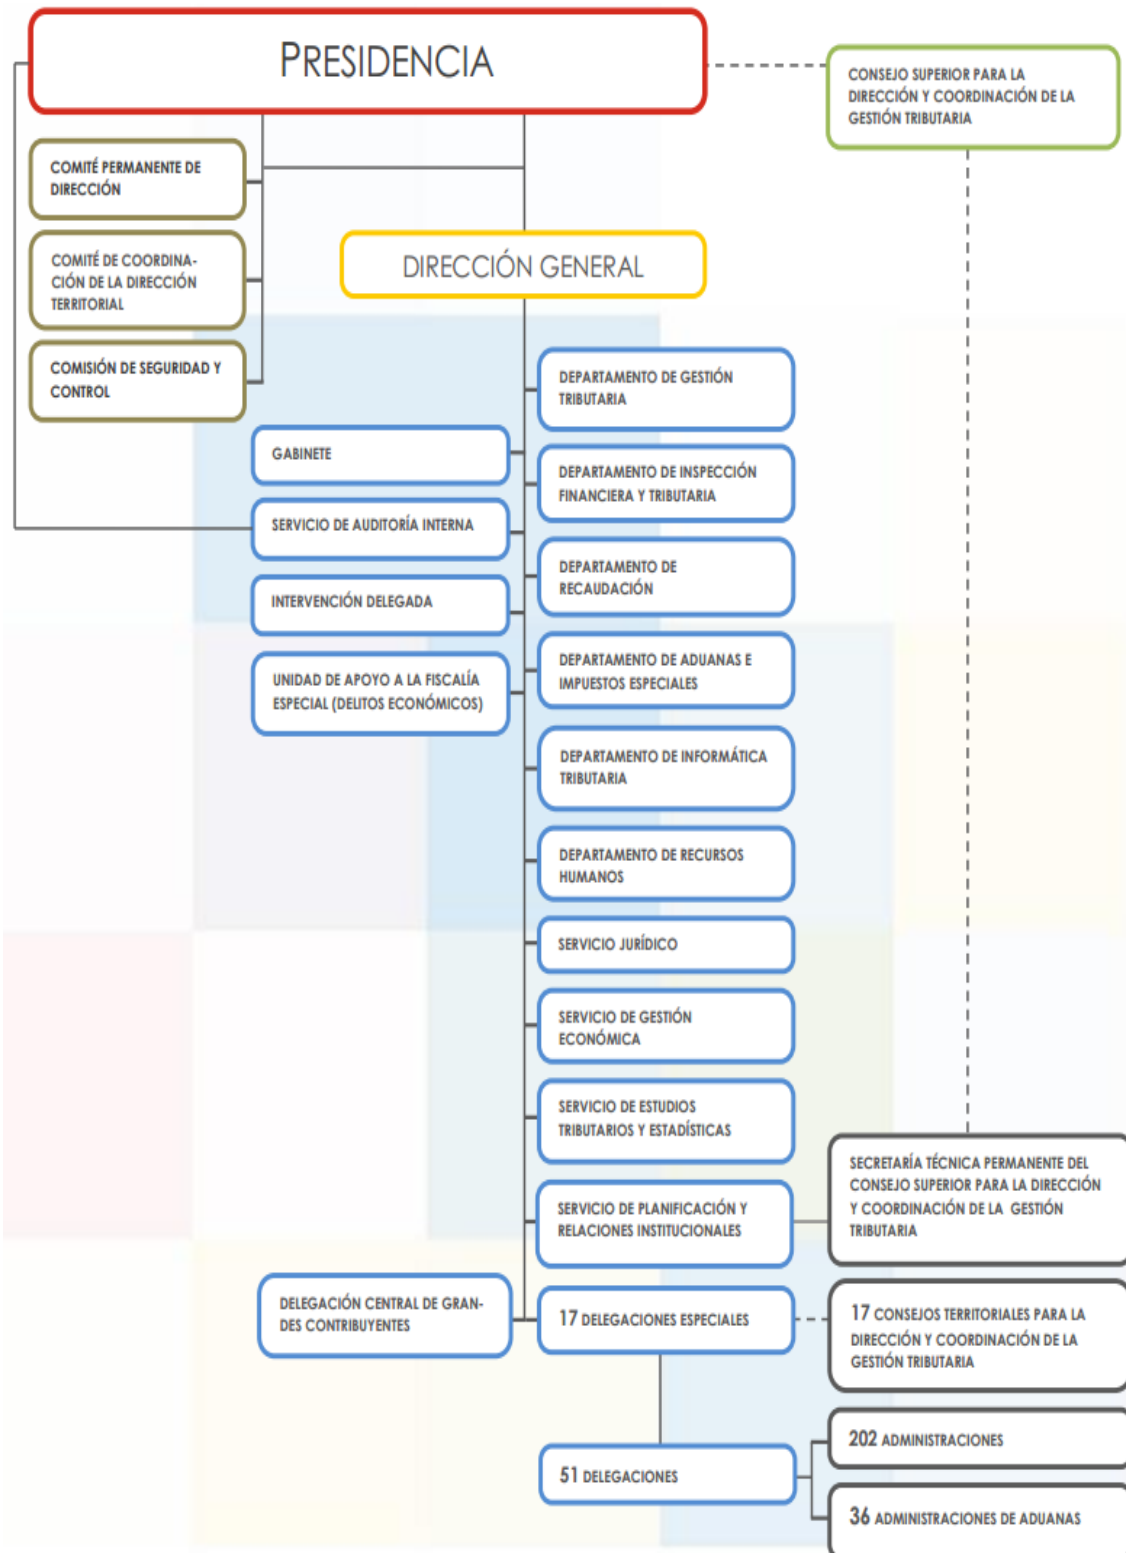 PRESIDENCIA
CONSEJO SUPERIOR PARA LA
DIRECCIÓN Y COORDINACIÓN DE LA
GESTIÓN TRIBUTARIA
COMITÉ PERMANENTE DE
DIRECCIÓN
COMITÉ DE COORDINA-
CIÓN DE LA DIRECCIÓN
TERRITORIAL
COMISIÓN DE SEGURIDAD Y
CONTROL
DIRECCIÓN GENERAL
GABINETE
SERVICIO DE AUDITORÍA INTERNA
INTERVENCIÓN DELEGADA
UNIDAD DE APOYO A LA FISCALÍA
ESPECIAL (DELITOS ECONÓMICOS)
DEPARTAMENTO DE GESTIÓN
TRIBUTARIA
DEPARTAMENTO DE INSPECCIÓN
FINANCIERA Y TRIBUTARIA
DEPARTAMENTO DE
RECAUDACIÓN
DEPARTAMENTO DE ADUANAS E
IMPUESTOS ESPECIALES
DEPARTAMENTO DE INFORMÁTICA
TRIBUTARIA
DEPARTAMENTO DE RECURSOS
HUMANOS
SERVICIO JURÍDICO
SERVICIO DE GESTIÓN
ECONÓMICA
SERVICIO DE ESTUDIOS
TRIBUTARIOS Y ESTADÍSTICAS
SERVICIO DE PLANIFICACIÓN Y
RELACIONES INSTITUCIONALES
SECRETARÍA TÉCNICA PERMANENTE DEL
CONSEJO SUPERIOR PARA LA DIRECCIÓN
Y COORDINACIÓN DE LA GESTIÓN
TRIBUTARIA
DELEGACIÓN CENTRAL DE GRAN-
DES CONTRIBUYENTES
17 DELEGACIONES ESPECIALES
17 CONSEJOS TERRITORIALES PARA LA
DIRECCIÓN Y COORDINACIÓN DE LA
GESTIÓN TRIBUTARIA
51 DELEGACIONES
202 ADMINISTRACIONES
36 ADMINISTRACIONES DE ADUANAS